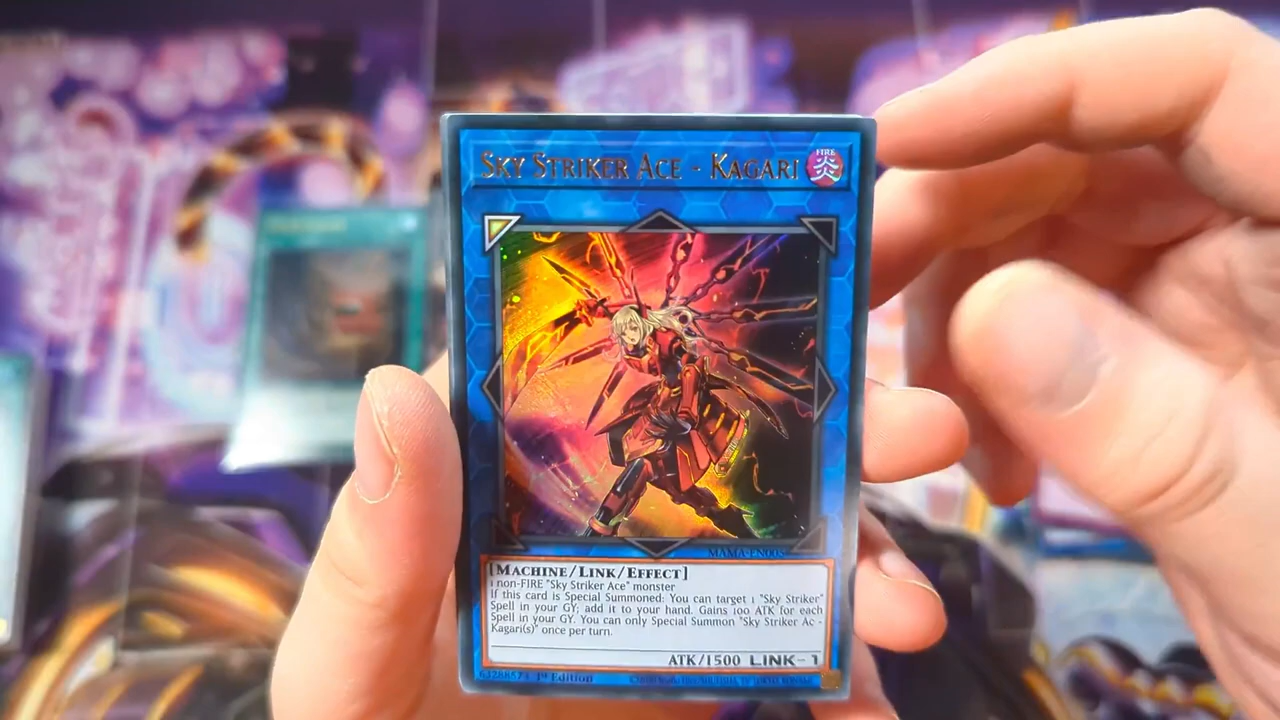 SKY STRIKER ACE - KAGARI
FIRE
炎
MAMA-EN005
[MACHINE/LINK/EFFECT]
1 non-FIRE "Sky Striker Ace" monster
If this card is Special Summoned: You can target 1 "Sky Striker"
Spell in your GY; add it to your hand. Gains 100 ATK for each
Spell in your GY. You can only Special Summon "Sky Striker Ac -
Kagari(s)" once per turn.
ATK/1500 LINK-1
63288574 1st Edition